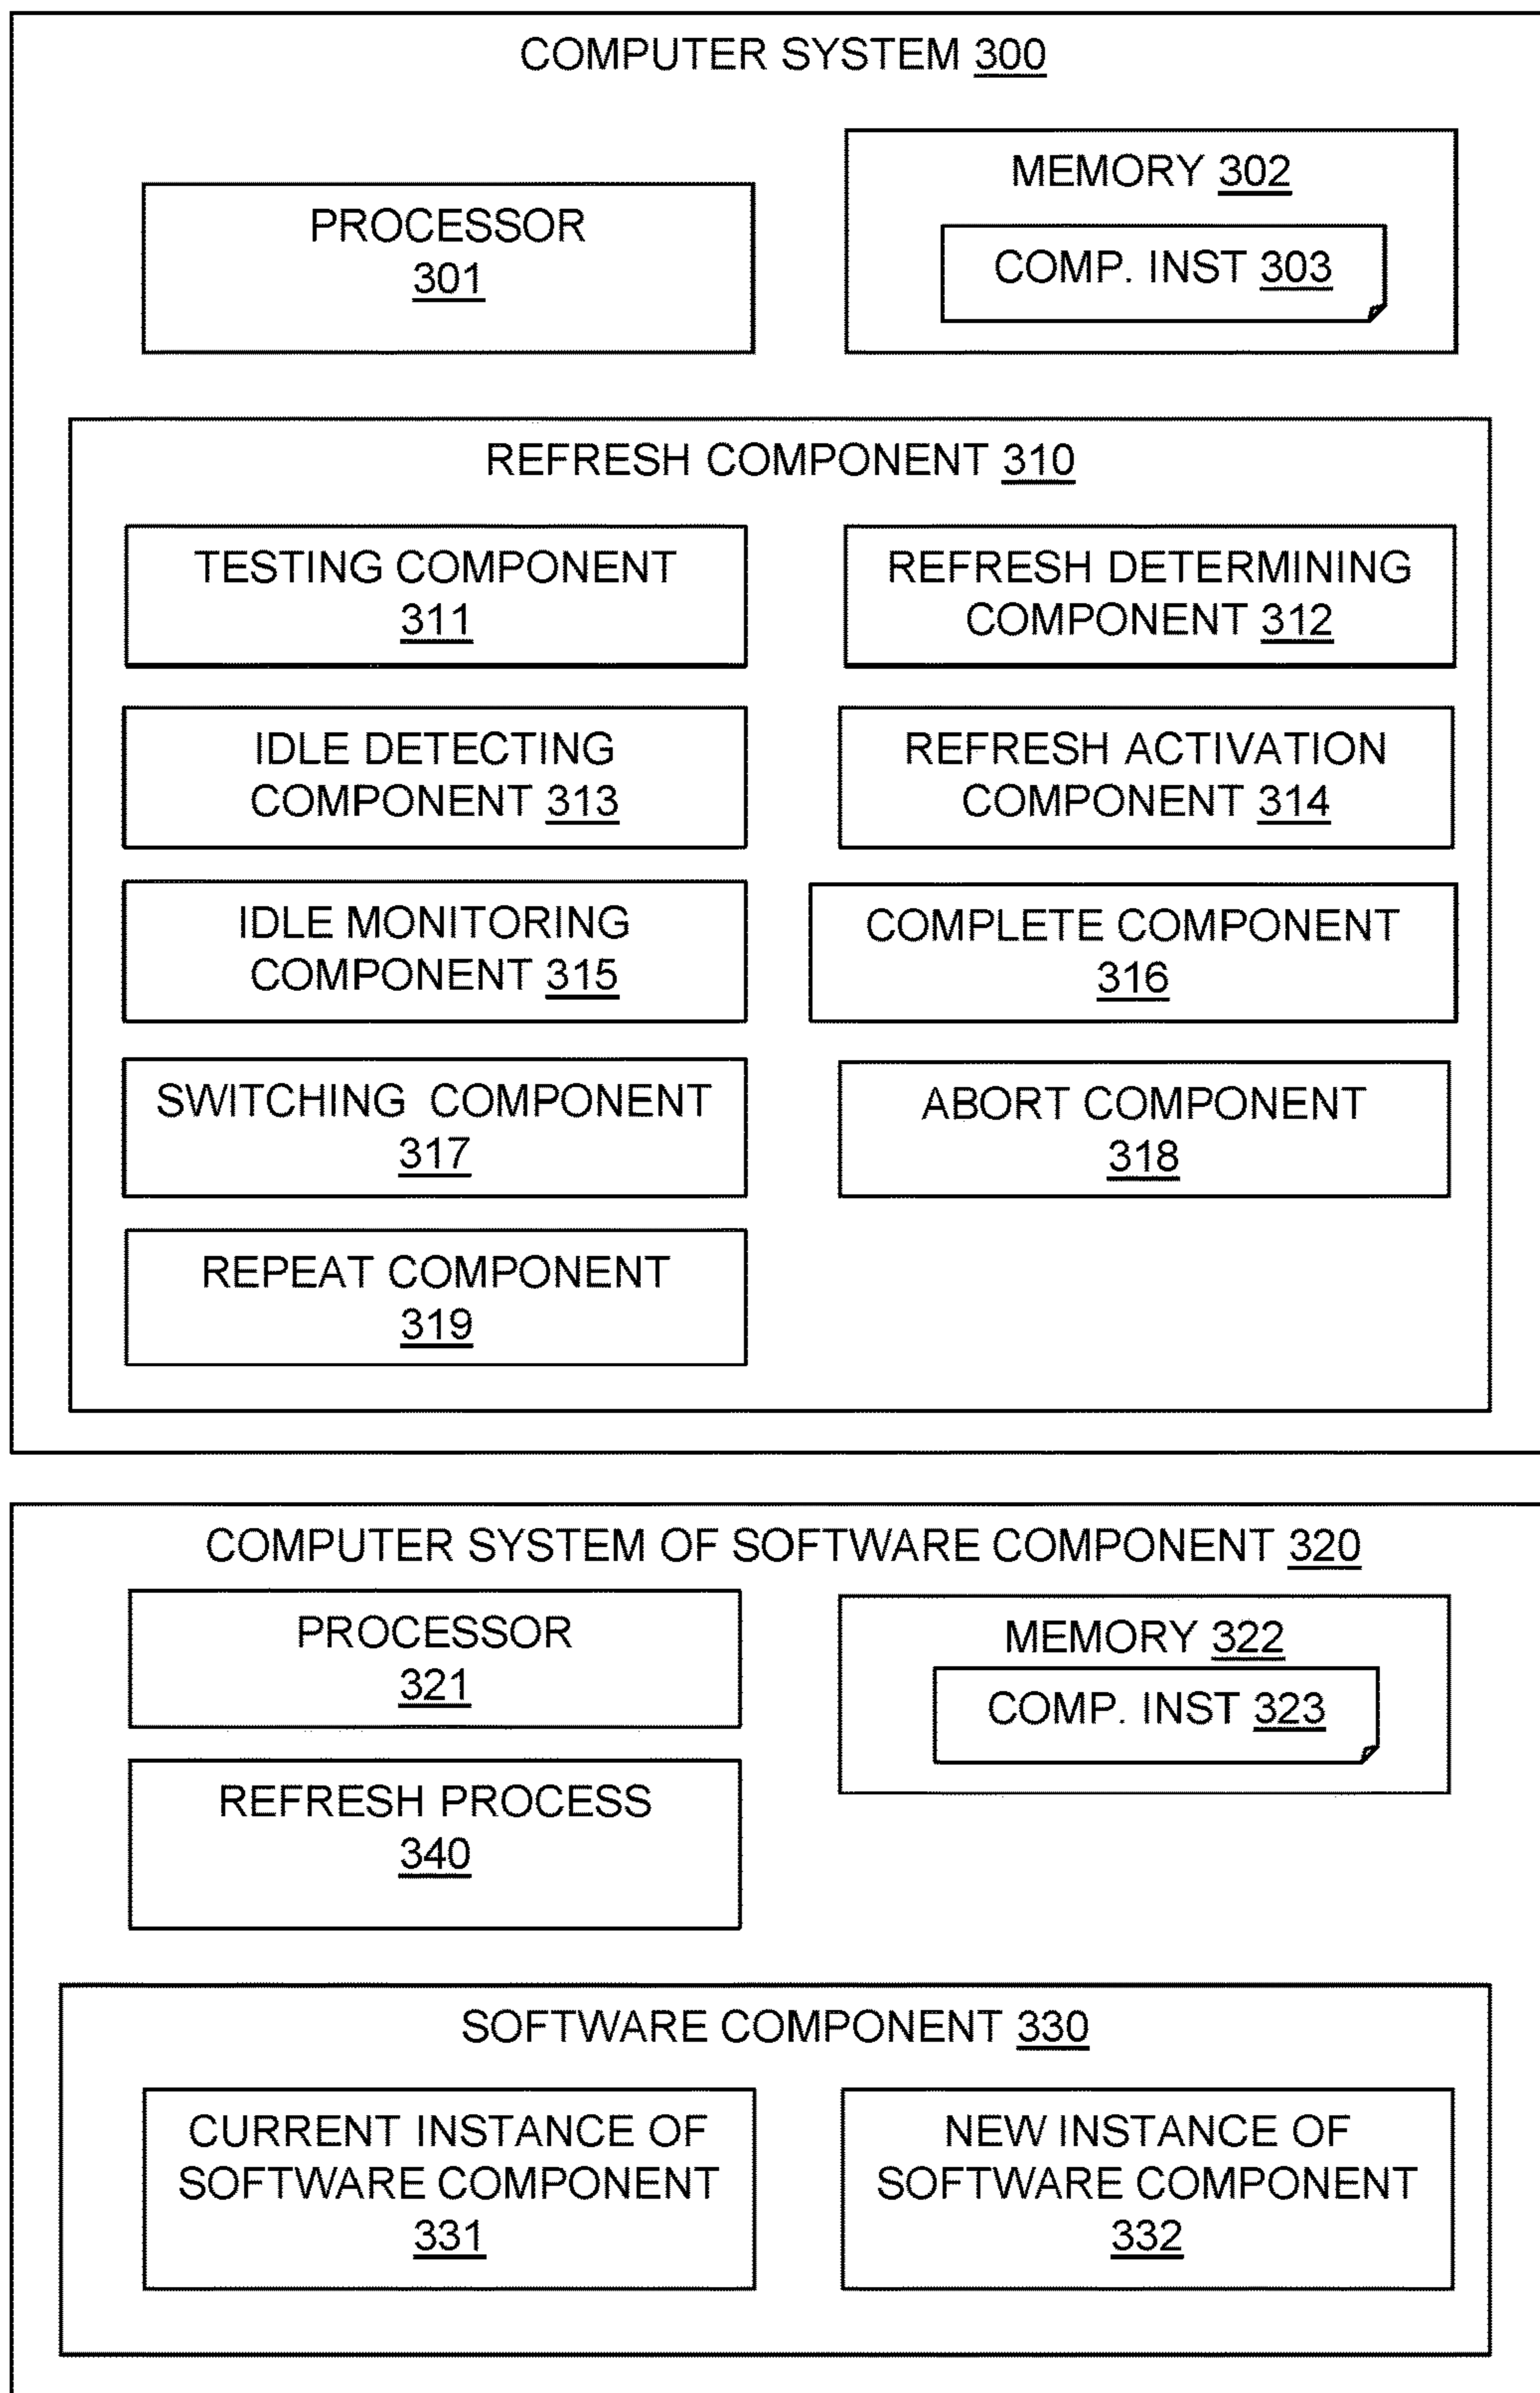 COMPUTER SYSTEM 300
PROCESSOR
301
MEMORY 302
COMP. INST 303
REFRESH COMPONENT 310
TESTING COMPONENT
311
REFRESH DETERMINING
COMPONENT 312
IDLE DETECTING
COMPONENT 313
REFRESH ACTIVATION
COMPONENT 314
IDLE MONITORING
COMPONENT 315
COMPLETE COMPONENT
316
SWITCHING COMPONENT
317
ABORT COMPONENT
318
REPEAT COMPONENT
319
COMPUTER SYSTEM OF SOFTWARE COMPONENT 320
PROCESSOR
321
MEMORY 322
COMP. INST 323
REFRESH PROCESS
340
SOFTWARE COMPONENT 330
CURRENT INSTANCE OF
SOFTWARE COMPONENT
331
NEW INSTANCE OF
SOFTWARE COMPONENT
332